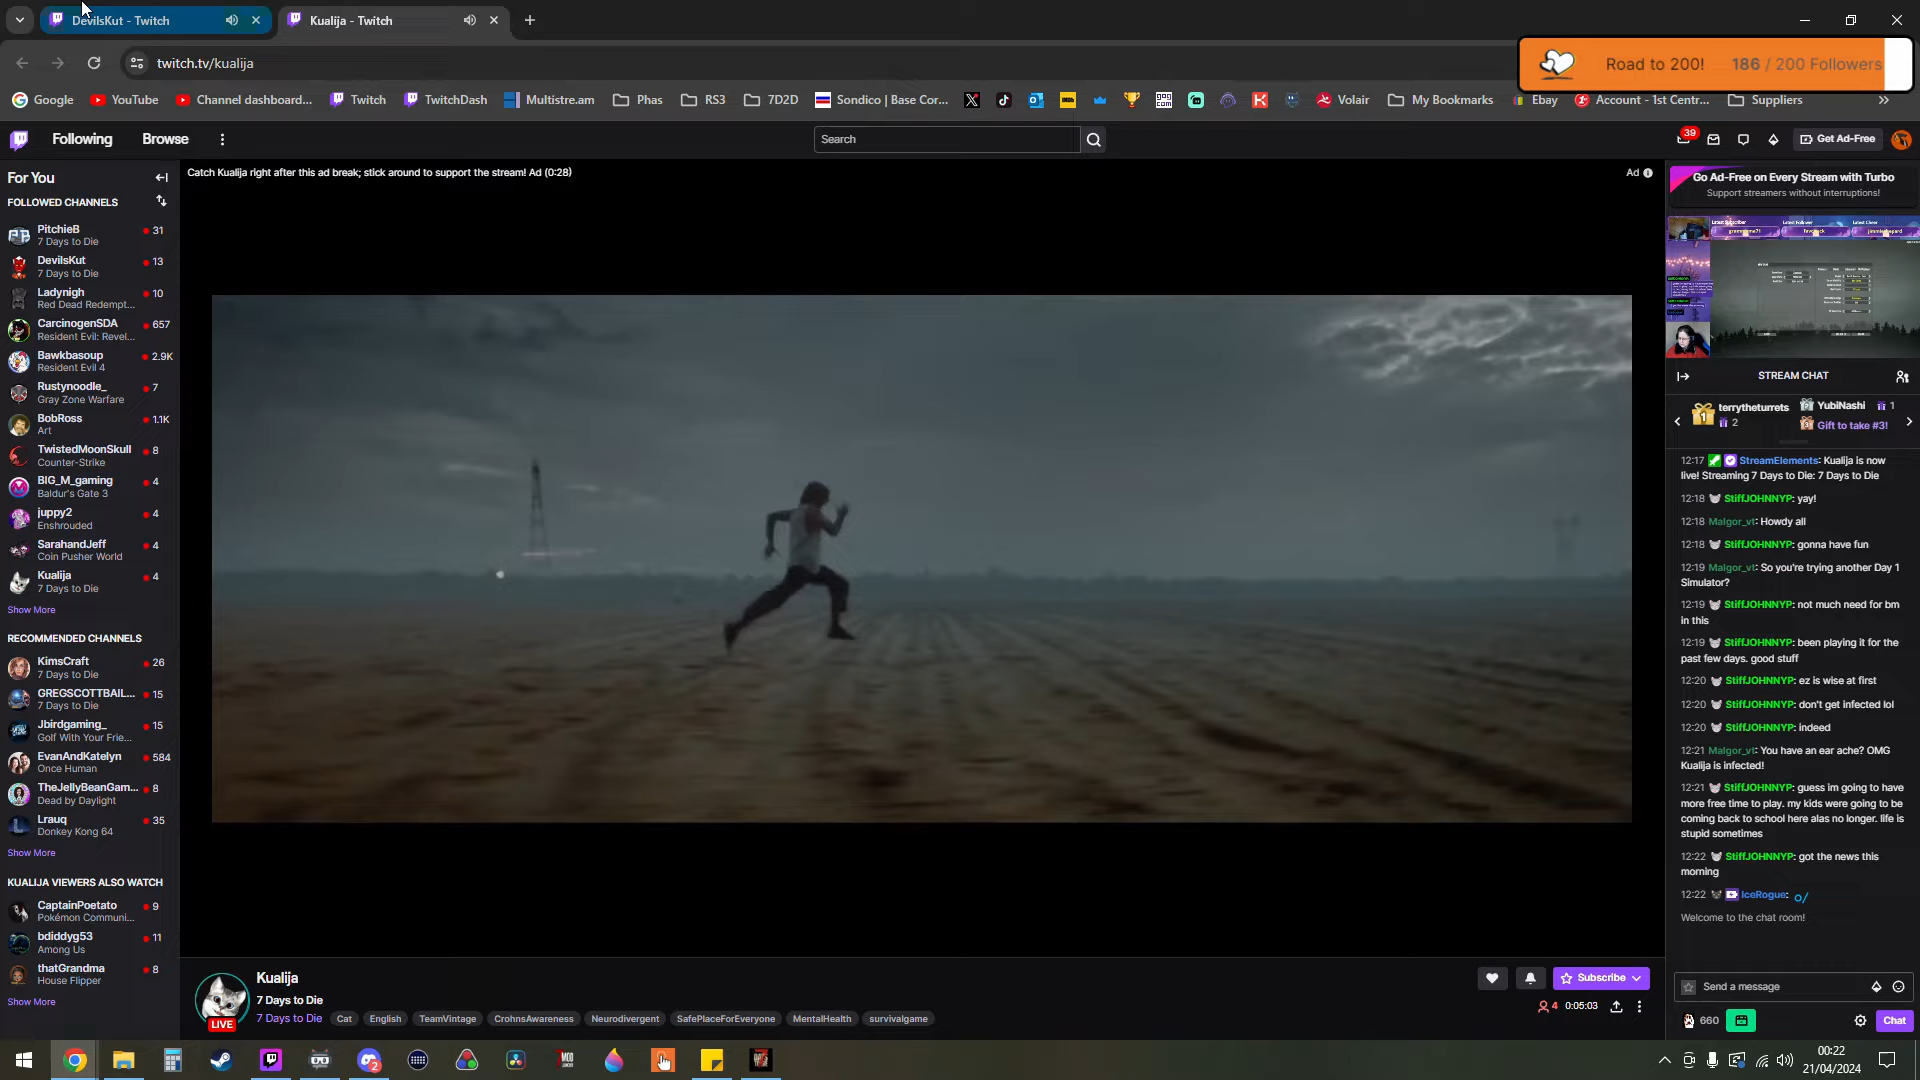 DevilsKut - Twitch
Kualija - Twitch
twitch.tv/kualija
Road to 200! 186 / 200 Followers
Google
YouTube
Channel dashboard...
Twitch
TwitchDash
Multistre.am
Phas
RS3
7D2D
Sondico | Base Cor...
Volair
My Bookmarks
Ebay
Account - 1st Centr...
Suppliers
Following
Browse
Search
39
Get Ad-Free
For You
FOLLOWED CHANNELS
PitchieB 31
7 Days to Die
DevilsKut 13
7 Days to Die
Ladynigh 10
Red Dead Redempt...
CarcinogenSDA 657
Resident Evil: Revel...
Bawkbasoup 2.9K
Resident Evil 4
Rustynoodle_ 7
Gray Zone Warfare
BobRoss 1.1K
Art
TwistedMoonSkull 8
Counter-Strike
BIG_M_gaming 4
Baldur's Gate 3
juppy2 4
Enshrouded
SarahandJeff 4
Coin Pusher World
Kualija 4
7 Days to Die
Show More
RECOMMENDED CHANNELS
KimsCraft 26
7 Days to Die
GREGSCOTTBAIL... 15
7 Days to Die
Jbirdgaming_ 15
Golf With Your Frie...
EvanAndKatelyn 584
Once Human
TheJellyBeanGam... 8
Dead by Daylight
Lrauq 35
Donkey Kong 64
Show More
KUALIJA VIEWERS ALSO WATCH
CaptainPoetato 9
Pokémon Communi...
bdiddyg53 11
Among Us
thatGrandma 8
House Flipper
Show More
Catch Kualija right after this ad break; stick around to support the stream! Ad (0:28)
Ad
Kualija
7 Days to Die
7 Days to Die
Cat
English
TeamVintage
CrohnsAwareness
Neurodivergent
SafePlaceForEveryone
MentalHealth
survivalgame
LIVE
Subscribe
4 0:05:03
Go Ad-Free on Every Stream with Turbo
Support streamers without interruptions!
STREAM CHAT
1 terrytheturrets
2
YubiNashi 1
Gift to take #3!
12:17 StreamElements: Kualija is now
live! Streaming 7 Days to Die: 7 Days to Die
12:18 StiffJOHNNYP: yay!
12:18 Malgor_vt: Howdy all
12:18 StiffJOHNNYP: gonna have fun
12:19 Malgor_vt: So you're trying another Day 1
Simulator?
12:19 StiffJOHNNYP: not much need for bm
in this
12:19 StiffJOHNNYP: been playing it for the
past few days. good stuff
12:20 StiffJOHNNYP: ez is wise at first
12:20 StiffJOHNNYP: don't get infected lol
12:20 StiffJOHNNYP: indeed
12:21 Malgor_vt: You have an ear ache? OMG
Kualija is infected!
12:21 StiffJOHNNYP: guess im going to have
more free time to play. my kids were going to be
coming back to school here alas no longer. life is
stupid sometimes
12:22 StiffJOHNNYP: got the news this
morning
12:22 IceRogue: o/
Welcome to the chat room!
Send a message
660
Chat
00:22
21/04/2024